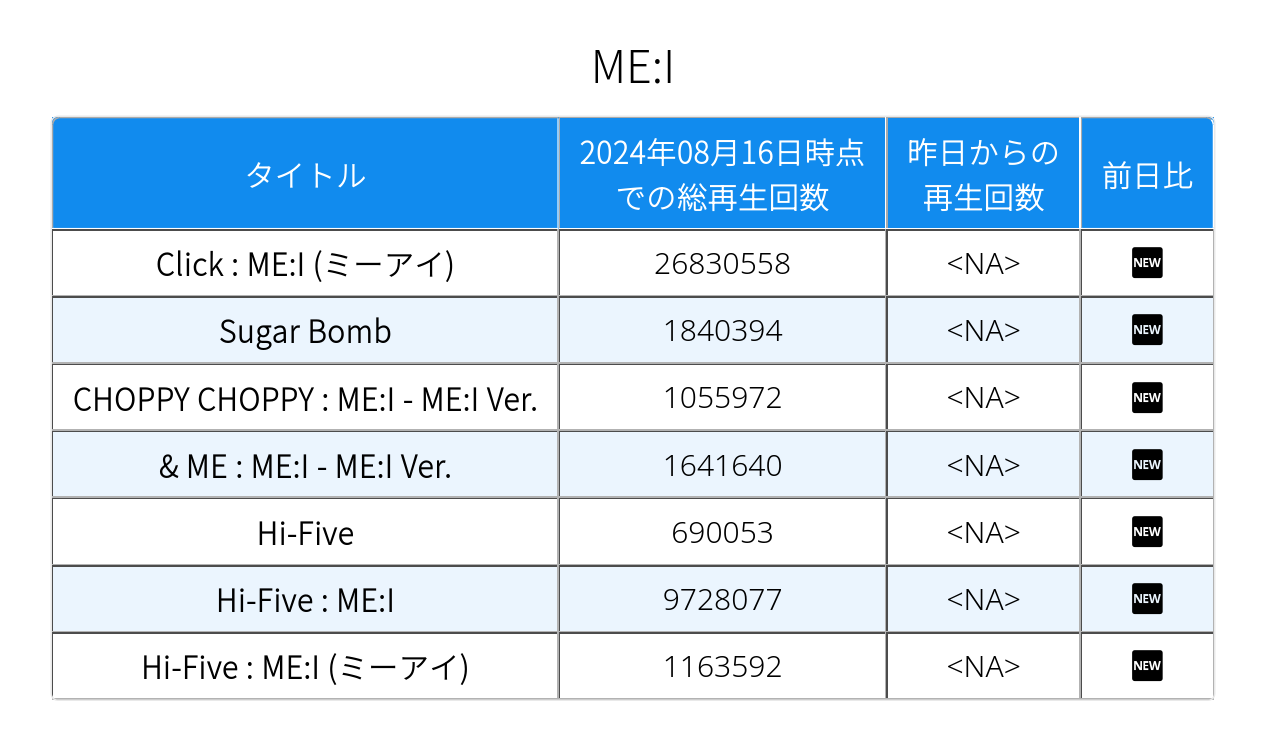 ME:I
タイトル
2024年08月16日時点
での総再生回数
昨日からの
再生回数
前日比
Click : ME:I (ミーアイ)
26830558
<NA>
NEW
Sugar Bomb
1840394
<NA>
NEW
CHOPPY CHOPPY : ME:I - ME:I Ver.
1055972
<NA>
NEW
& ME : ME:I - ME:I Ver.
1641640
<NA>
NEW
Hi-Five
690053
<NA>
NEW
Hi-Five : ME:I
9728077
<NA>
NEW
Hi-Five : ME:I (ミーアイ)
1163592
<NA>
NEW